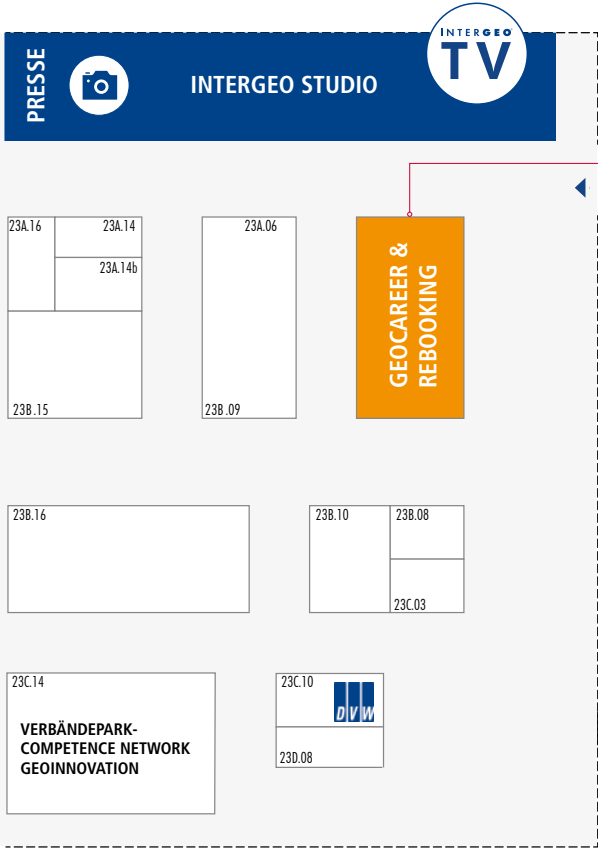 INTERGEO
TV
PRESSE
INTERGEO STUDIO
23A.16
23A.14
23A.14b
23B.15
23A.06
23B.09
GEOCAREER &
REBOOKING
23B.16
23B.10
23B.08
23C.03
23C.14
VERBÄNDEPARK-
COMPETENCE NETWORK
GEOINNOVATION
23C.10
DVW
23D.08